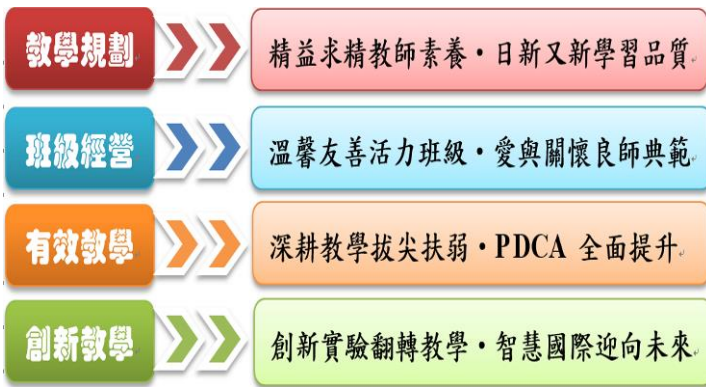 教學規劃
精益求精教師素養・日新又新學習品質
班級經營
溫馨友善活力班級・愛與關懷良師典範
有效教學
深耕教學拔尖扶弱・PDCA 全面提升
創新教學
創新實驗翻轉教學・智慧國際迎向未來